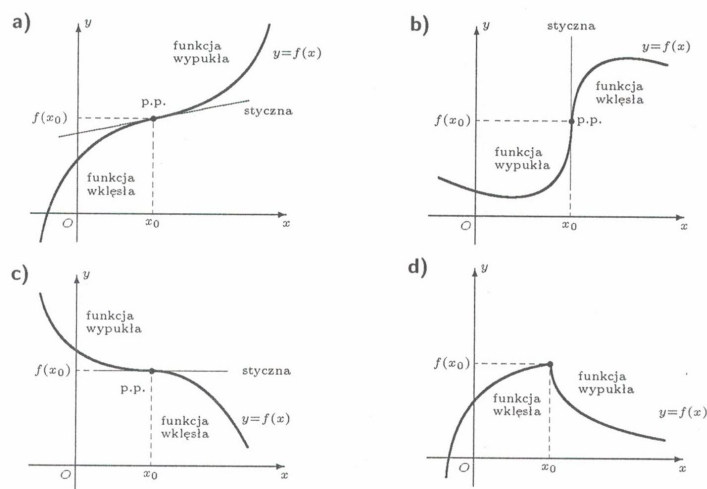 a)
y
funkcja
wypukła
y=f(x)
p.p.
f(x₀)
styczna
funkcja
wklęsła
O
x₀
x
b)
styczna
y
y=f(x)
funkcja
wklęsła
f(x₀)
p.p.
funkcja
wypukła
O
x₀
x
c)
y
funkcja
wypukła
f(x₀)
styczna
p.p.
funkcja
wklęsła
y=f(x)
O
x₀
x
d)
y
f(x₀)
funkcja
wypukła
funkcja
wklęsła
y=f(x)
O
x₀
x